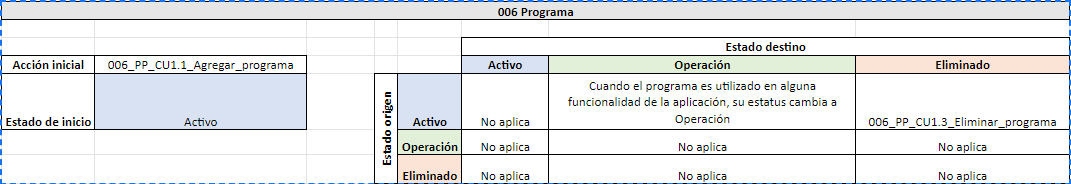 006 Programa
Estado destino
Acción inicial 006_PP_CU1.1_Agregar_programa Activo Operación Eliminado
Cuando el programa es utilizado en alguna
funcionalidad de la aplicación, su estatus cambia a
Estado de inicio Activo Estado origen Activo No aplica Operación 006_PP_CU1.3_Eliminar_programa
Operación No aplica No aplica No aplica
Eliminado No aplica No aplica No aplica